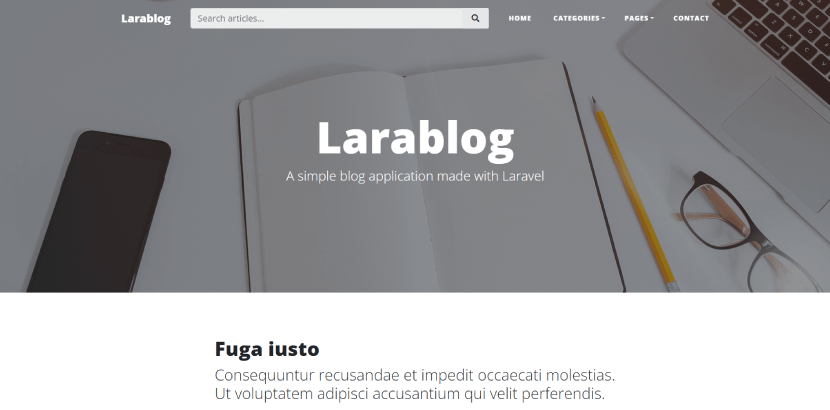 Larablog
Search articles...
HOME
CATEGORIES
PAGES
CONTACT
Larablog
A simple blog application made with Laravel
Fuga iusto
Consequuntur recusandae et impedit occaecati molestias.
Ut voluptatem adipisci accusantium qui velit perferendis.